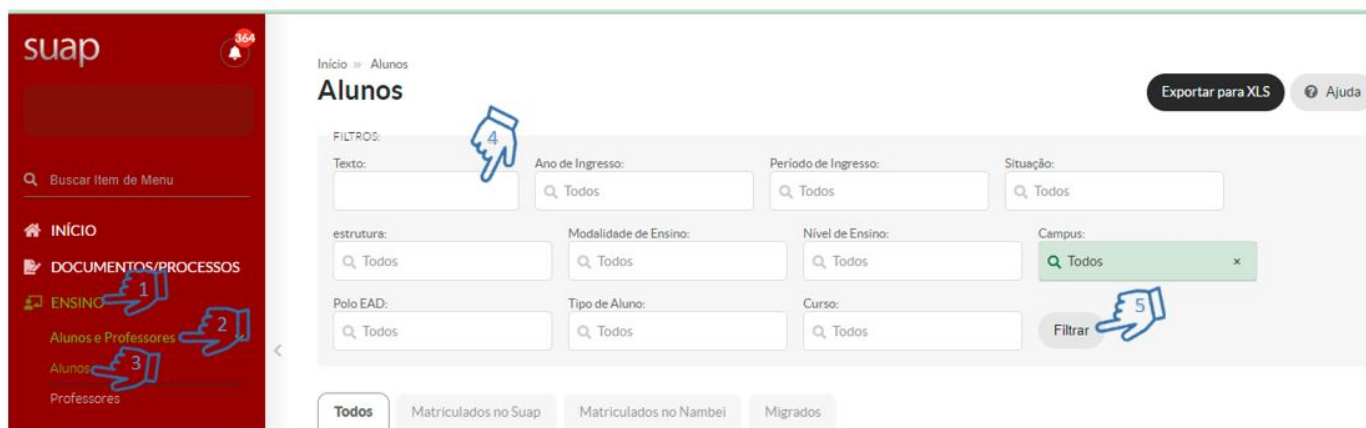 suap
364
Buscar Item de Menu
INÍCIO
DOCUMENTOS/PROCESSOS
ENSINO
1
Alunos e Professores
2
Alunos
3
Professores
Início » Alunos
Alunos
Exportar para XLS
Ajuda
FILTROS:
4
Texto:
Ano de Ingresso:
Período de Ingresso:
Situação:
Todos
Todos
Todos
estrutura:
Modalidade de Ensino:
Nível de Ensino:
Campus:
Todos
Todos
Todos
Todos ×
Polo EAD:
Tipo de Aluno:
Curso:
Todos
Todos
Todos
Filtrar
5
Todos
Matriculados no Suap
Matriculados no Nambei
Migrados